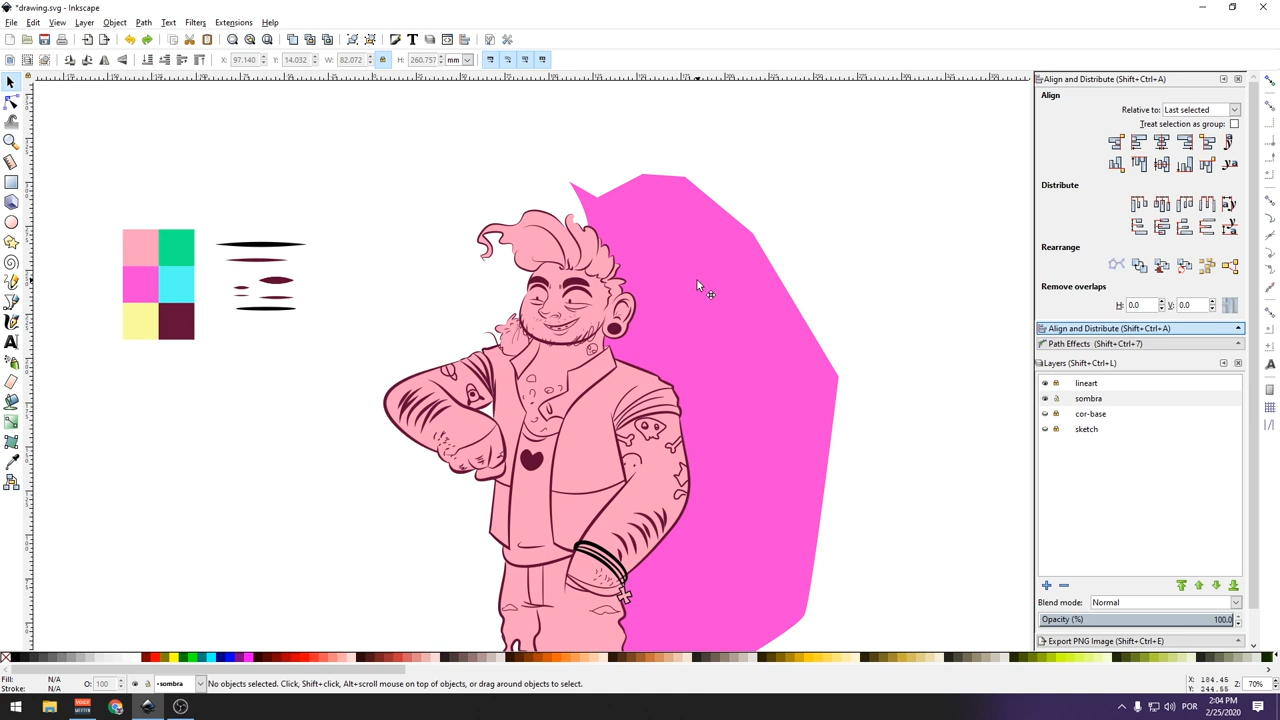 *drawing.svg - Inkscape
File Edit View Layer Object Path Text Filters Extensions Help
X: 97.140 Y: 14.032 W: 82.072 H: 260.757 mm
Align and Distribute (Shift+Ctrl+A)
Align
Relative to: Last selected
Treat selection as group:
Distribute
Rearrange
Remove overlaps
H: 0.0 V: 0.0
Align and Distribute (Shift+Ctrl+A)
Path Effects (Shift+Ctrl+7)
Layers (Shift+Ctrl+L)
lineart
sombra
cor-base
sketch
Blend mode: Normal
Opacity (%) 100.0
Export PNG Image (Shift+Ctrl+E)
Fill: N/A
Stroke: N/A
O: 100
•sombra
No objects selected. Click, Shift+click, Alt+scroll mouse on top of objects, or drag around objects to select.
X: 184.45
Y: 244.55
Z: 70%
POR
2:04 PM
2/25/2020